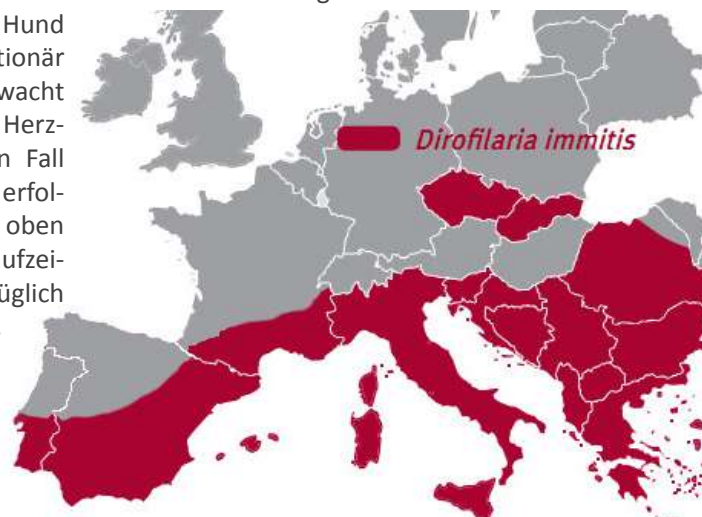 Hund
tionär
wacht
Herz-
n Fall
erfol-
oben
ufzei-
üglich
Dirofilaria immitis